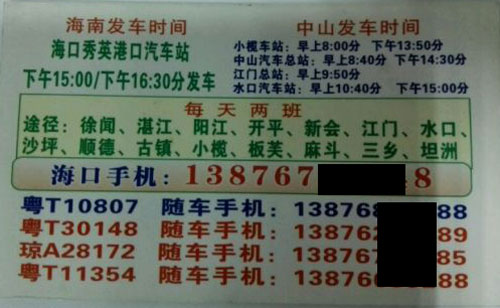 海南发车时间
海口秀英港口汽车站
下午15:00/下午16:30分发车
中山发车时间
小榄车站：早上8:00分 下午13:50分
中山汽车总站：早上8:40分 下午14:30分
江门总站：早上9:50分
水口汽车站：早上10:40分 下午15:00分
每天两班
途径：徐闻、湛江、阳江、开平、新会、江门、水口、
沙坪、顺德、古镇、小榄、板芙、麻斗、三乡、坦洲
海口手机：138767 8
粤T10807 随车手机：13876 88
粤T30148 随车手机：13876 89
琼A28172 随车手机：13876 85
粤T11354 随车手机：13876 88